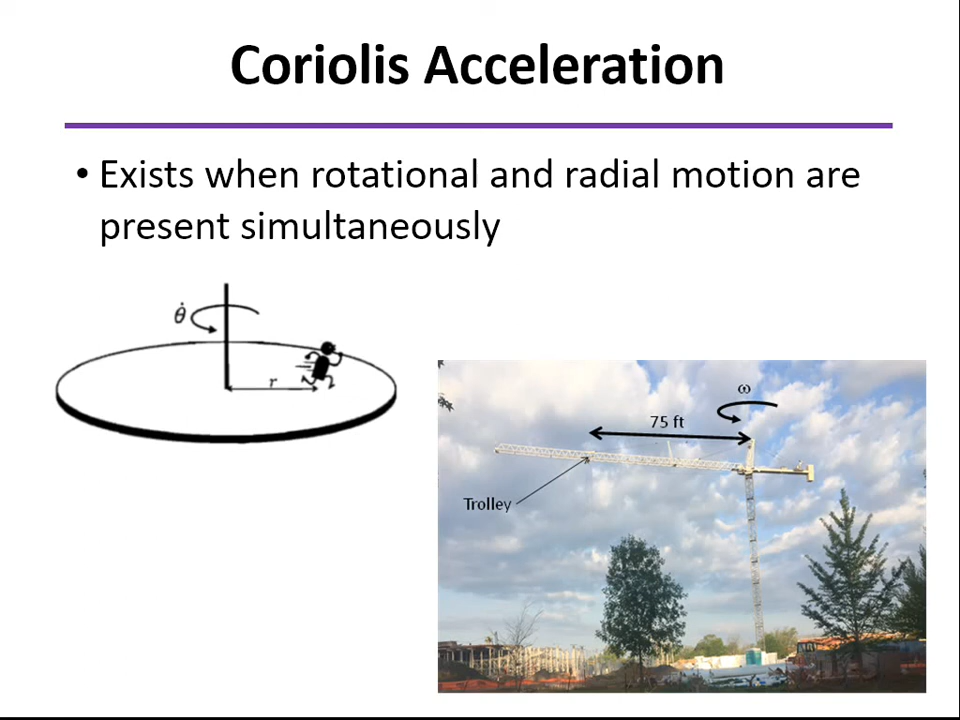 Coriolis Acceleration
• Exists when rotational and radial motion are
present simultaneously
θ̇
r
ω
75 ft
Trolley